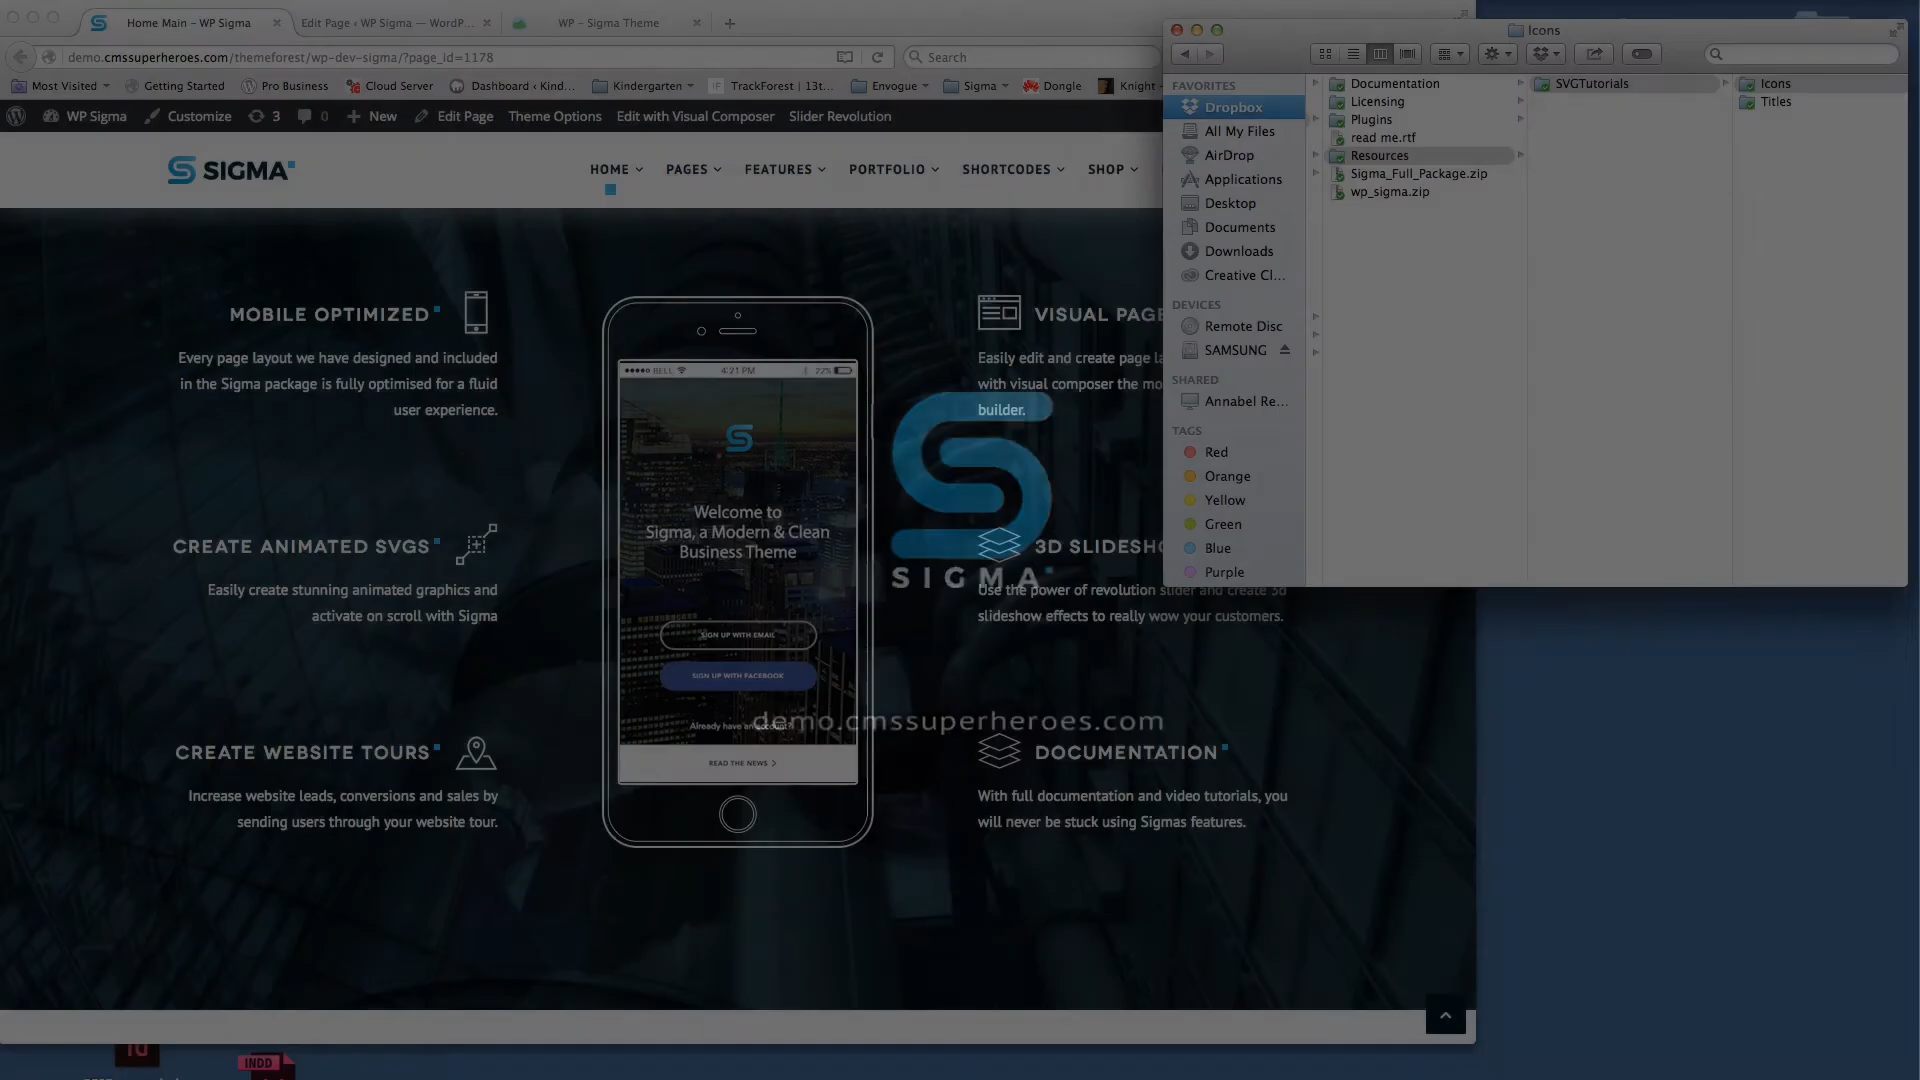 Home Main – WP Sigma
Edit Page ‹ WP Sigma — WordP...
WP – Sigma Theme
demo.cmssuperheroes.com/themeforest/wp-dev-sigma/?page_id=1178
Search
Most Visited
Getting Started
Pro Business
Cloud Server
Dashboard ‹ Kind...
Kindergarten
TrackForest | 13t...
Envogue
Sigma
Dongle
Knight
WP Sigma
Customize
3
0
New
Edit Page
Theme Options
Edit with Visual Composer
Slider Revolution
SIGMA
HOME
PAGES
FEATURES
PORTFOLIO
SHORTCODES
SHOP
MOBILE OPTIMIZED
Every page layout we have designed and included
in the Sigma package is fully optimised for a fluid
user experience.
CREATE ANIMATED SVGS
Easily create stunning animated graphics and
activate on scroll with Sigma
CREATE WEBSITE TOURS
Increase website leads, conversions and sales by
sending users through your website tour.
BELL
4:21 PM
22%
Welcome to
Sigma, a Modern & Clean
Business Theme
SIGN UP WITH EMAIL
SIGN UP WITH FACEBOOK
Already have an account?
READ THE NEWS
VISUAL PAGE
Easily edit and create page la
with visual composer the mo
builder.
SIGMA
3D SLIDESHO
Use the power of revolution slider and create 3d
slideshow effects to really wow your customers.
demo.cmssuperheroes.com
DOCUMENTATION
With full documentation and video tutorials, you
will never be stuck using Sigmas features.
Icons
FAVORITES
Dropbox
All My Files
AirDrop
Applications
Desktop
Documents
Downloads
Creative Cl...
DEVICES
Remote Disc
SAMSUNG
SHARED
Annabel Re...
TAGS
Red
Orange
Yellow
Green
Blue
Purple
Documentation
Licensing
Plugins
read me.rtf
Resources
Sigma_Full_Package.zip
wp_sigma.zip
SVGTutorials
Icons
Titles
INDD